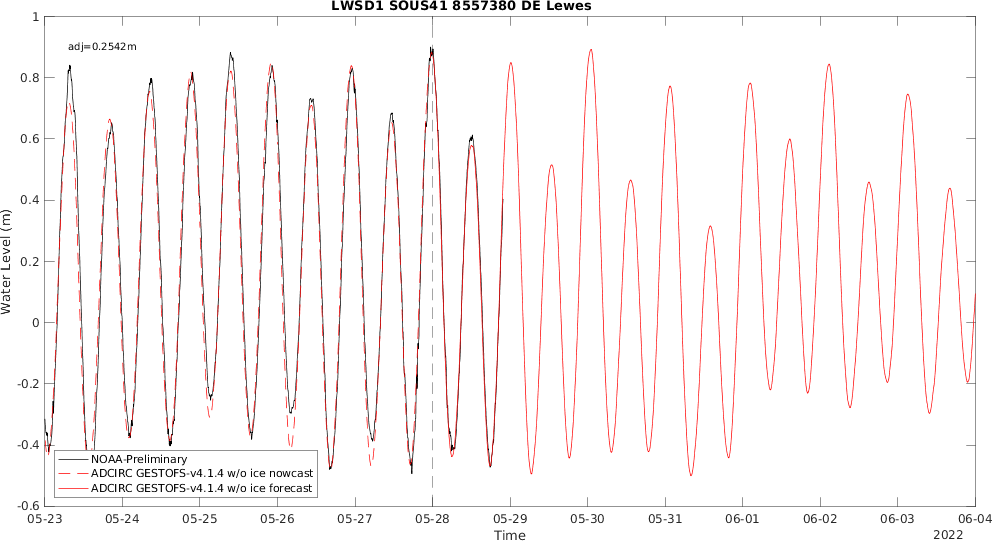 LWSD1 SOUS41 8557380 DE Lewes
adj=0.2542m
Water Level (m)
1
0.8
0.6
0.4
0.2
0
-0.2
-0.4
-0.6
NOAA-Preliminary
ADCIRC GESTOFS-v4.1.4 w/o ice nowcast
ADCIRC GESTOFS-v4.1.4 w/o ice forecast
05-23 05-24 05-25 05-26 05-27 05-28 05-29 05-30 05-31 06-01 06-02 06-03 06-04
Time
2022